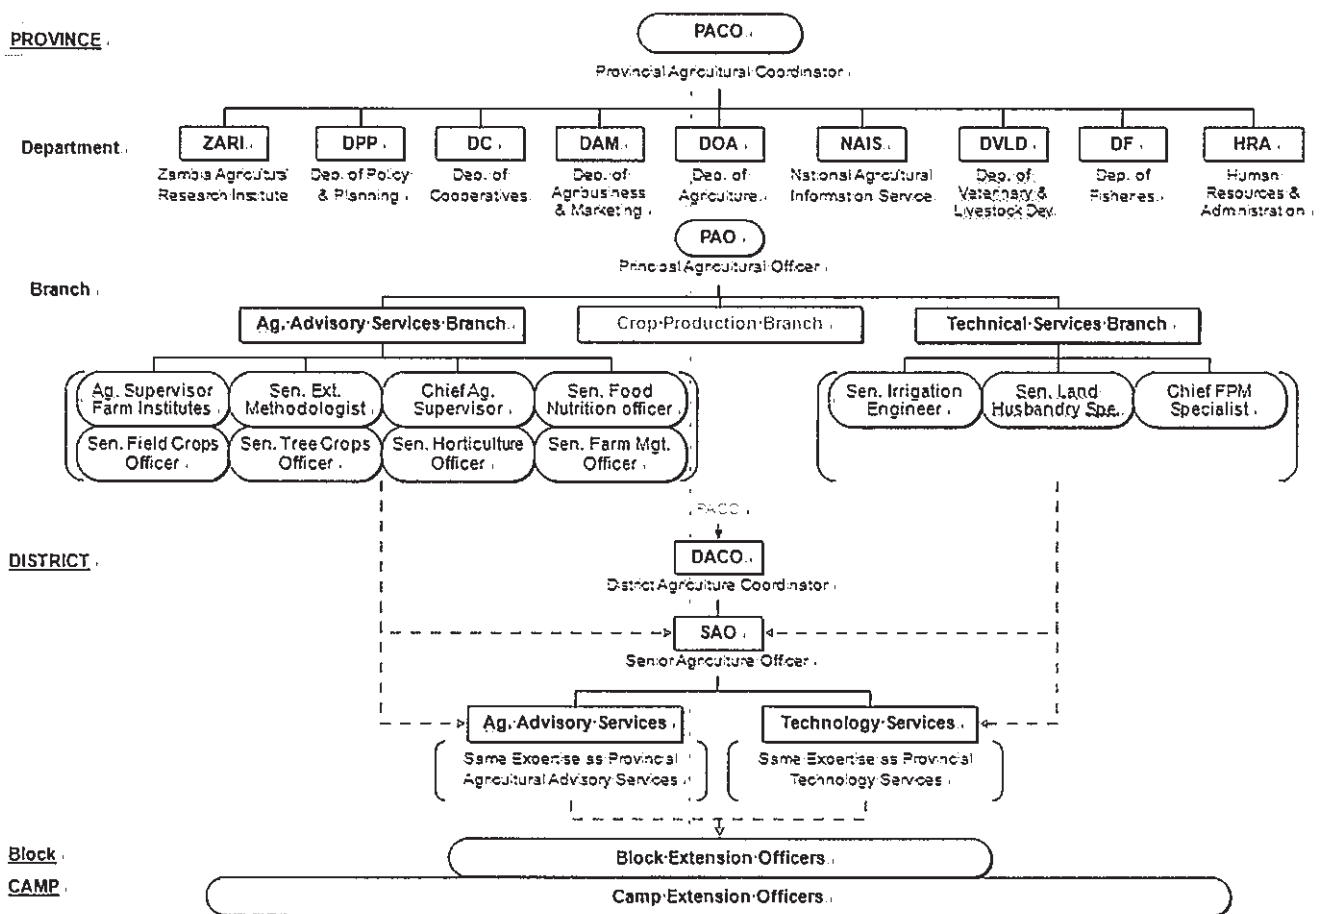 PROVINCE
PACO
Provincial Agricultural Coordinator
Department
ZARI
DPP
DC
DAM
DOA
NAIS
DVLD
DF
HRA
Zambia Agricultural
Research Institute
Dep. of Policy
& Planning
Dep. of
Cooperatives
Dep. of
Agribusiness
& Marketing
Dep. of
Agriculture
National Agricultural
Information Service
Dep. of
Veterinary &
Livestock Dev.
Dep. of
Fisheries
Human
Resources &
Administration
PAO
Principal Agricultural Officer
Branch
Ag. Advisory Services Branch
Crop Production Branch
Technical Services Branch
Ag. Supervisor
Farm Institutes
Sen. Ext.
Methodologist
Chief Ag.
Supervisor
Sen. Food
Nutrition officer
Sen. Irrigation
Engineer
Sen. Land
Husbandry Spe.
Chief FPM
Specialist
Sen. Field Crops
Officer
Sen. Tree Crops
Officer
Sen. Horticulture
Officer
Sen. Farm Mgt.
Officer
PACO
DISTRICT
DACO
District Agriculture Coordinator
SAO
Senior Agriculture Officer
Ag. Advisory Services
Technology Services
Same Expertise as Provincial
Agricultural Advisory Services
Same Expertise as Provincial
Technology Services
Block
Block Extension Officers
CAMP
Camp Extension Officers